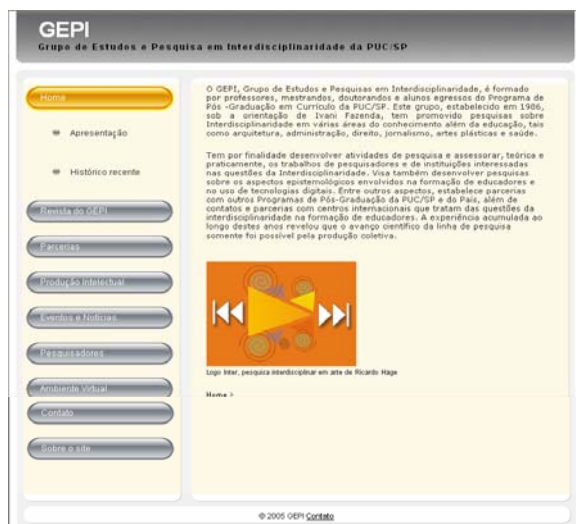 GEPI
Grupo de Estudos e Pesquisa em Interdisciplinaridade da PUC/SP
Home
Apresentação
Histórico recente
Revista do GEPI
Parcerias
Produção Intelectual
Eventos e Notícias
Pesquisadores
Ambiente Virtual
Contato
Sobre o site
O GEPI, Grupo de Estudos e Pesquisas em Interdisciplinaridade, é formado
por professores, mestrandos, doutorandos e alunos egressos do Programa de
Pós -Graduação em Currículo da PUC/SP. Este grupo, estabelecido em 1986,
sob a orientação de Ivani Fazenda, tem promovido pesquisas sobre
Interdisciplinaridade em várias áreas do conhecimento além da educação, tais
como arquitetura, administração, direito, jornalismo, artes plásticas e saúde.
Tem por finalidade desenvolver atividades de pesquisa e assessorar, teórica e
praticamente, os trabalhos de pesquisadores e de instituições interessadas
nas questões da Interdisciplinaridade. Visa também desenvolver pesquisas
sobre os aspectos epistemológicos envolvidos na formação de educadores e
no uso de tecnologias digitais. Entre outros aspectos, estabelece parcerias
com outros Programas de Pós-Graduação da PUC/SP e do País, além de
contatos e parcerias com centros internacionais que tratam das questões da
interdisciplinaridade na formação de educadores. A experiência acumulada ao
longo destes anos revelou que o avanço científico da linha de pesquisa
somente foi possível pela produção coletiva.
Logo Inter, pesquisa interdisciplinar em arte de Ricardo Hage
Home >
© 2005 GEPI Contato